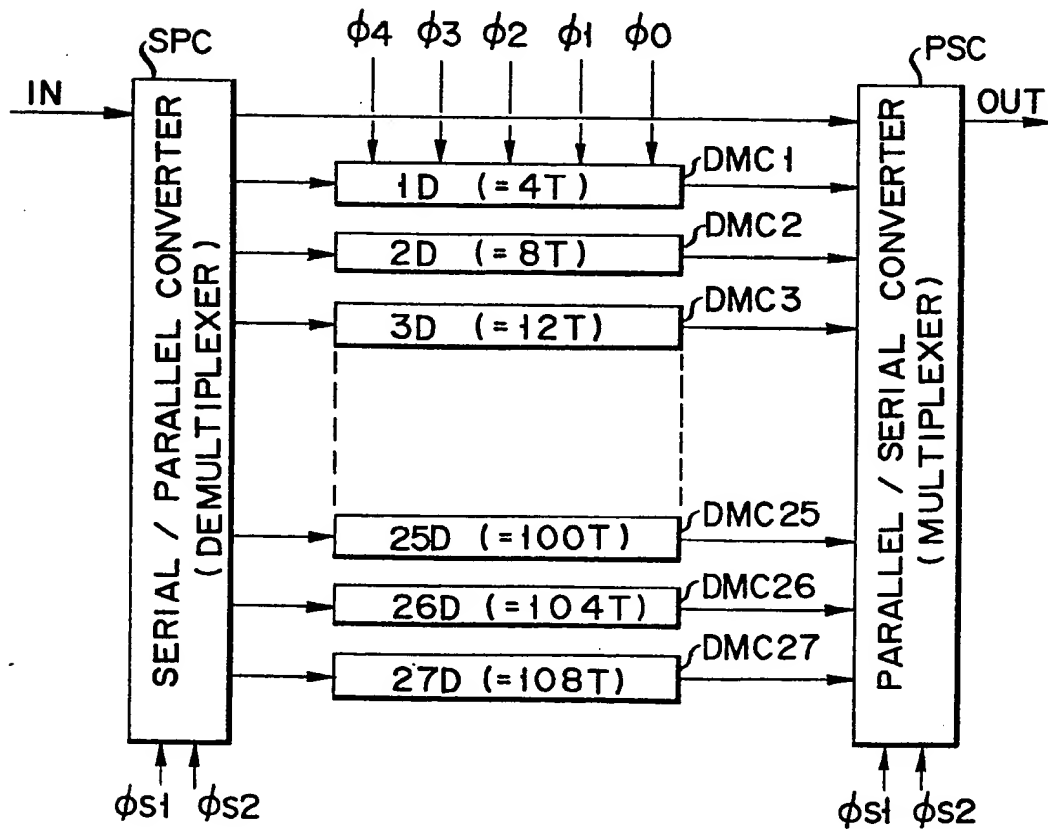 SPC
ϕ4 ϕ3 ϕ2 ϕ1 ϕ0
PSC
IN
OUT
SERIAL / PARALLEL CONVERTER
(DEMULTIPLEXER)
1D (=4T)
DMC1
2D (=8T)
DMC2
3D (=12T)
DMC3
25D (=100T)
DMC25
26D (=104T)
DMC26
27D (=108T)
DMC27
PARALLEL / SERIAL CONVERTER
(MULTIPLEXER)
ϕS1 ϕS2
ϕS1 ϕS2